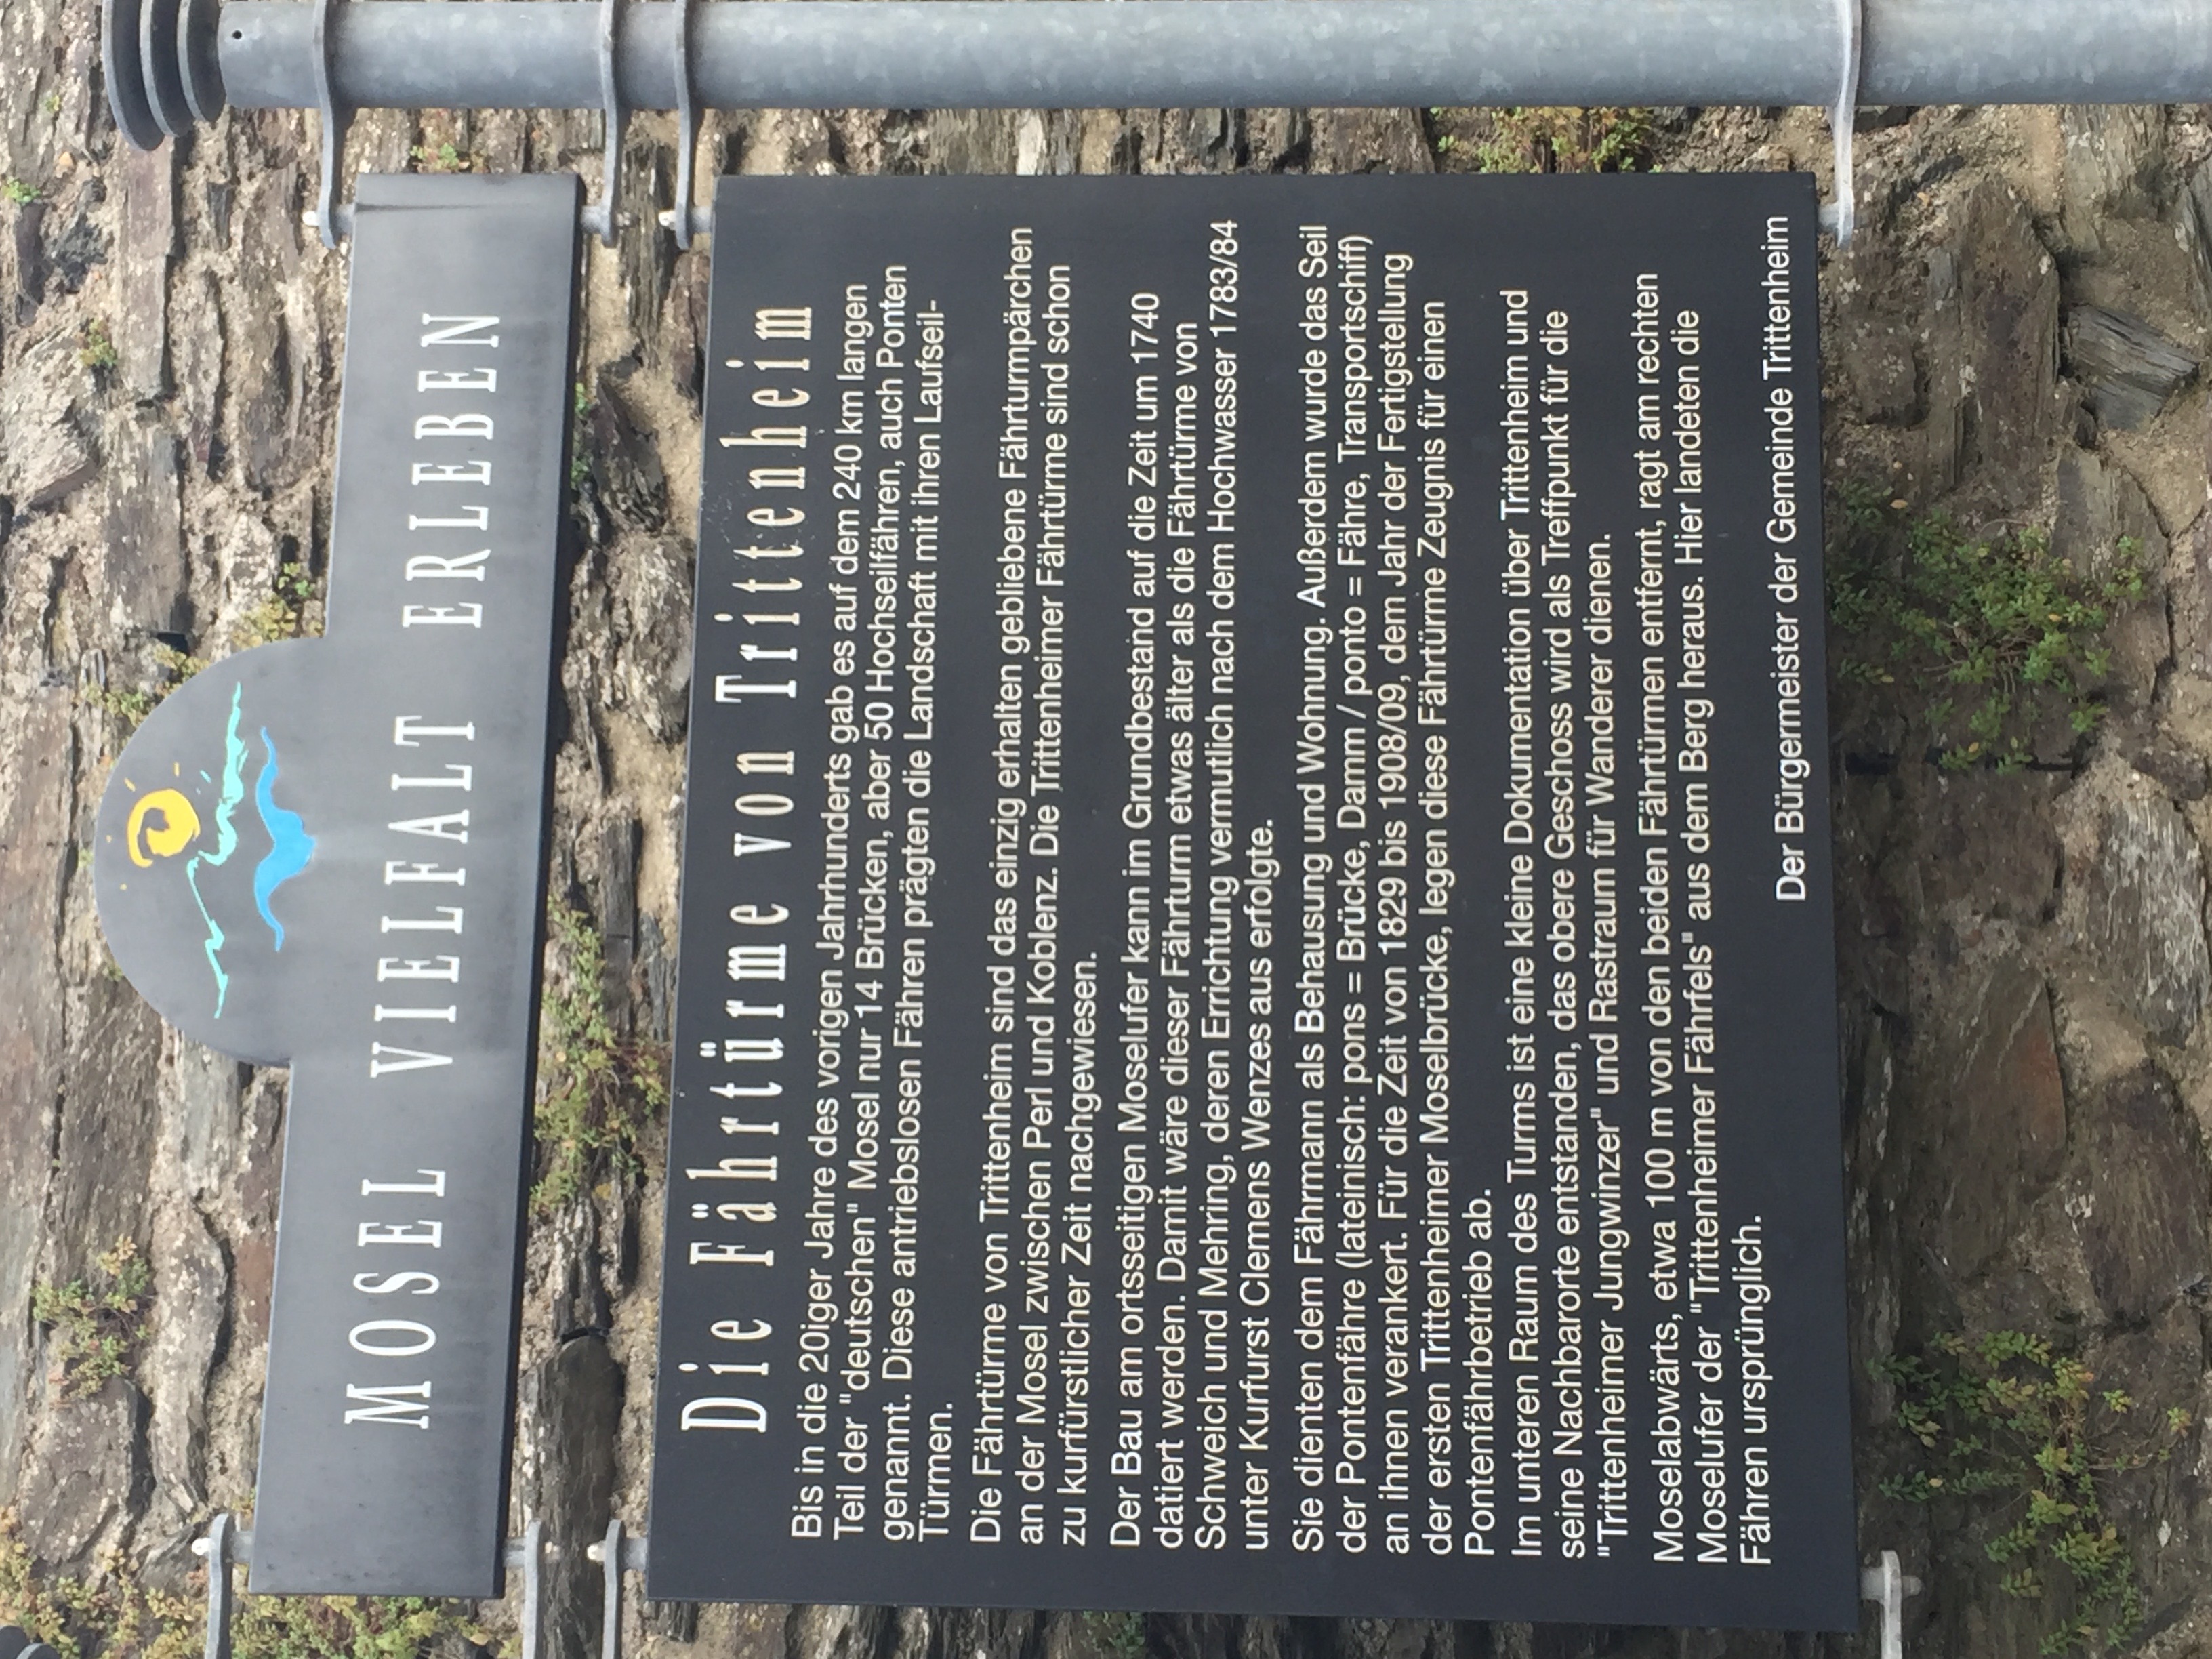 MOSEL VIELFALT ERLEBEN
Die Fährtürme von Trittenheim
Bis in die 20iger Jahre des vorigen Jahrhunderts gab es auf dem 240 km langen
Teil der "deutschen" Mosel nur 14 Brücken, aber 50 Hochseilfähren, auch Ponten
genannt. Diese antriebslosen Fähren prägten die Landschaft mit ihren Laufseil-
Türmen.
Die Fährtürme von Trittenheim sind das einzig erhalten gebliebene Fährturmpärchen
an der Mosel zwischen Perl und Koblenz. Die Trittenheimer Fährtürme sind schon
zu kurfürstlicher Zeit nachgewiesen.
Der Bau am ortsseitigen Moselufer kann im Grundbestand auf die Zeit um 1740
datiert werden. Damit wäre dieser Fährturm etwas älter als die Fährtürme von
Schweich und Mehring, deren Errichtung vermutlich nach dem Hochwasser 1783/84
unter Kurfurst Clemens Wenzes aus erfolgte.
Sie dienten dem Fährmann als Behausung und Wohnung. Außerdem wurde das Seil
der Pontenfähre (lateinisch: pons = Brücke, Damm / ponto = Fähre, Transportschiff)
an ihnen verankert. Für die Zeit von 1829 bis 1908/09, dem Jahr der Fertigstellung
der ersten Trittenheimer Moselbrücke, legen diese Fährtürme Zeugnis für einen
Pontenfährbetrieb ab.
Im unteren Raum des Turms ist eine kleine Dokumentation über Trittenheim und
seine Nachbarorte entstanden, das obere Geschoss wird als Treffpunkt für die
"Trittenheimer Jungwinzer" und Rastraum für Wanderer dienen.
Moselabwärts, etwa 100 m von den beiden Fährtürmen entfernt, ragt am rechten
Moselufer der "Trittenheimer Fährfels" aus dem Berg heraus. Hier landeten die
Fähren ursprünglich.
Der Bürgermeister der Gemeinde Trittenheim